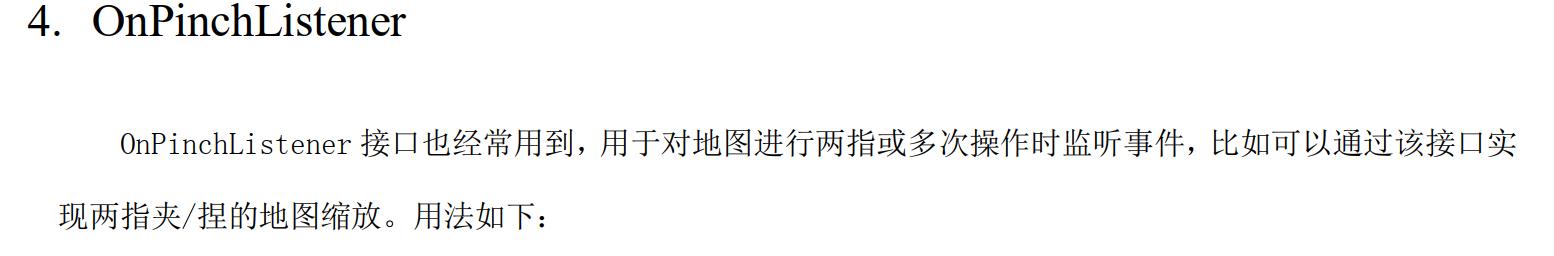 4. OnPinchListener
OnPinchListener 接口也经常用到，用于对地图进行两指或多次操作时监听事件，比如可以通过该接口实
现两指夹/捏的地图缩放。用法如下：